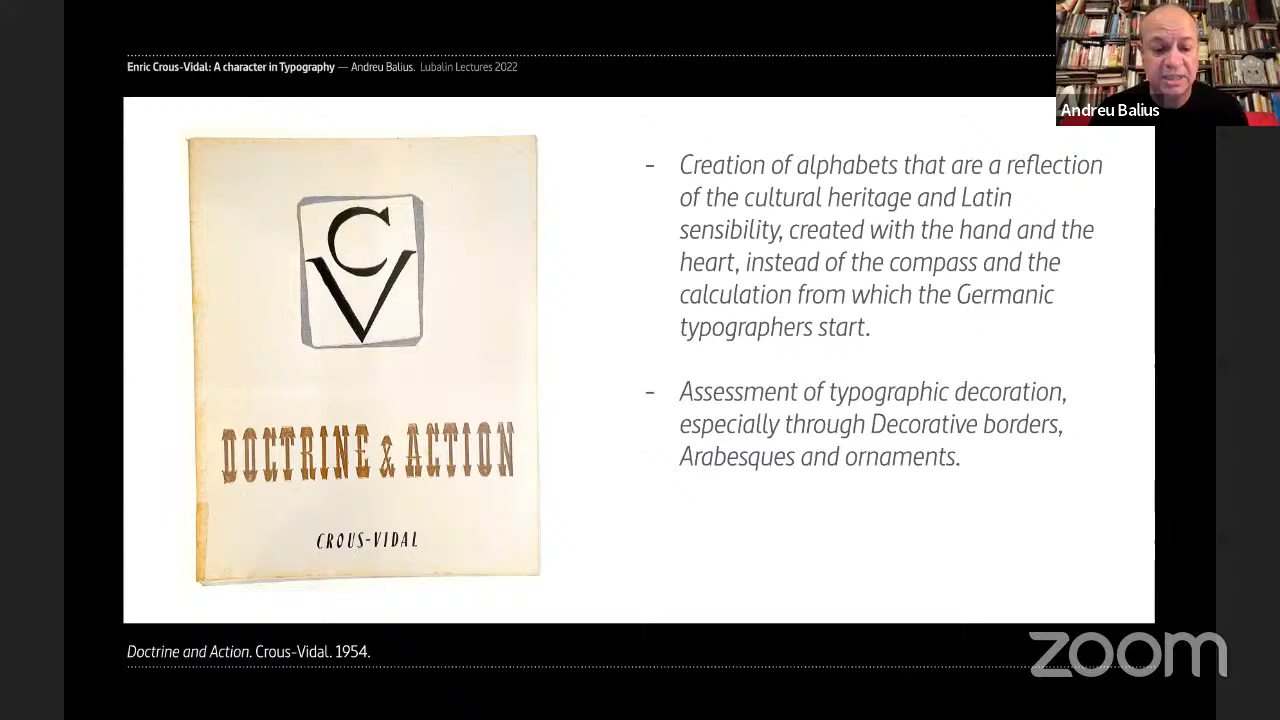 Enric Crous-Vidal: A character in Typography — Andreu Balius. Lubalin Lectures 2022
Andreu Balius
CV
DOCTRINE & ACTION
CROUS-VIDAL
- Creation of alphabets that are a reflection
of the cultural heritage and Latin
sensibility, created with the hand and the
heart, instead of the compass and the
calculation from which the Germanic
typographers start.
- Assessment of typographic decoration,
especially through Decorative borders,
Arabesques and ornaments.
Doctrine and Action. Crous-Vidal. 1954.
zoom